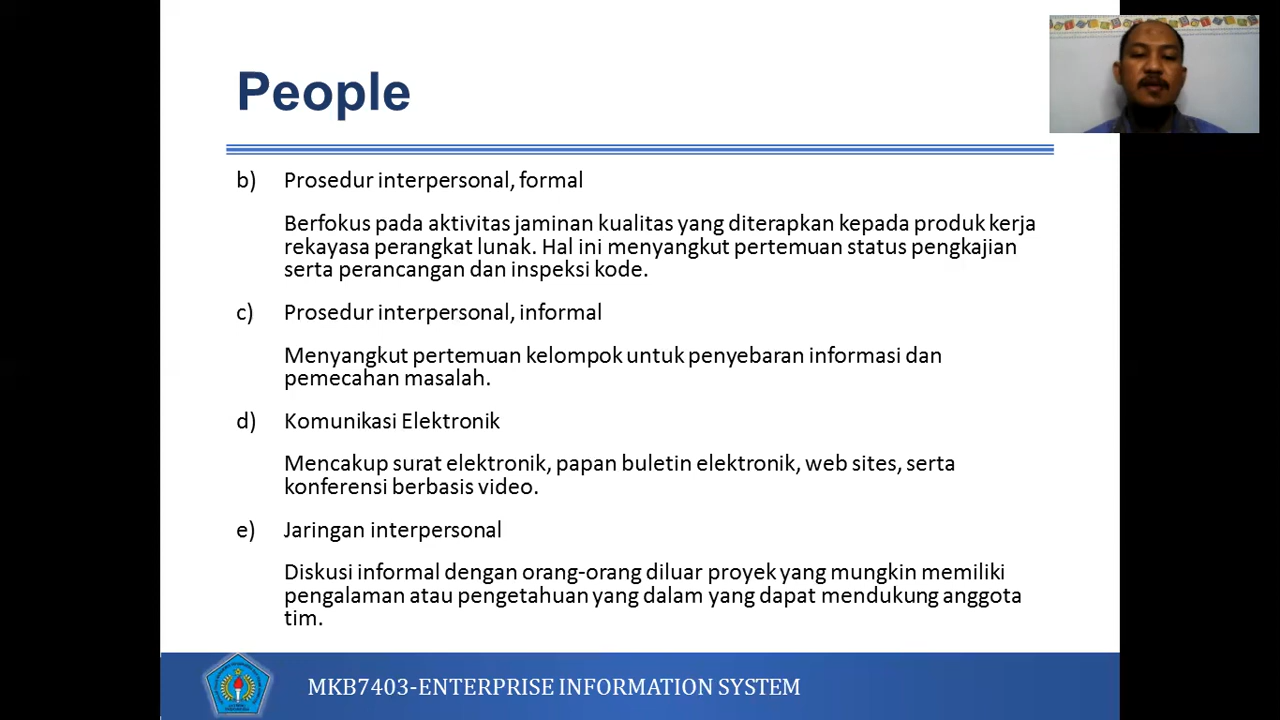 People
b) Prosedur interpersonal, formal
Berfokus pada aktivitas jaminan kualitas yang diterapkan kepada produk kerja
rekayasa perangkat lunak. Hal ini menyangkut pertemuan status pengkajian
serta perancangan dan inspeksi kode.
c) Prosedur interpersonal, informal
Menyangkut pertemuan kelompok untuk penyebaran informasi dan
pemecahan masalah.
d) Komunikasi Elektronik
Mencakup surat elektronik, papan buletin elektronik, web sites, serta
konferensi berbasis video.
e) Jaringan interpersonal
Diskusi informal dengan orang-orang diluar proyek yang mungkin memiliki
pengalaman atau pengetahuan yang dalam yang dapat mendukung anggota
tim.
MKB7403-ENTERPRISE INFORMATION SYSTEM